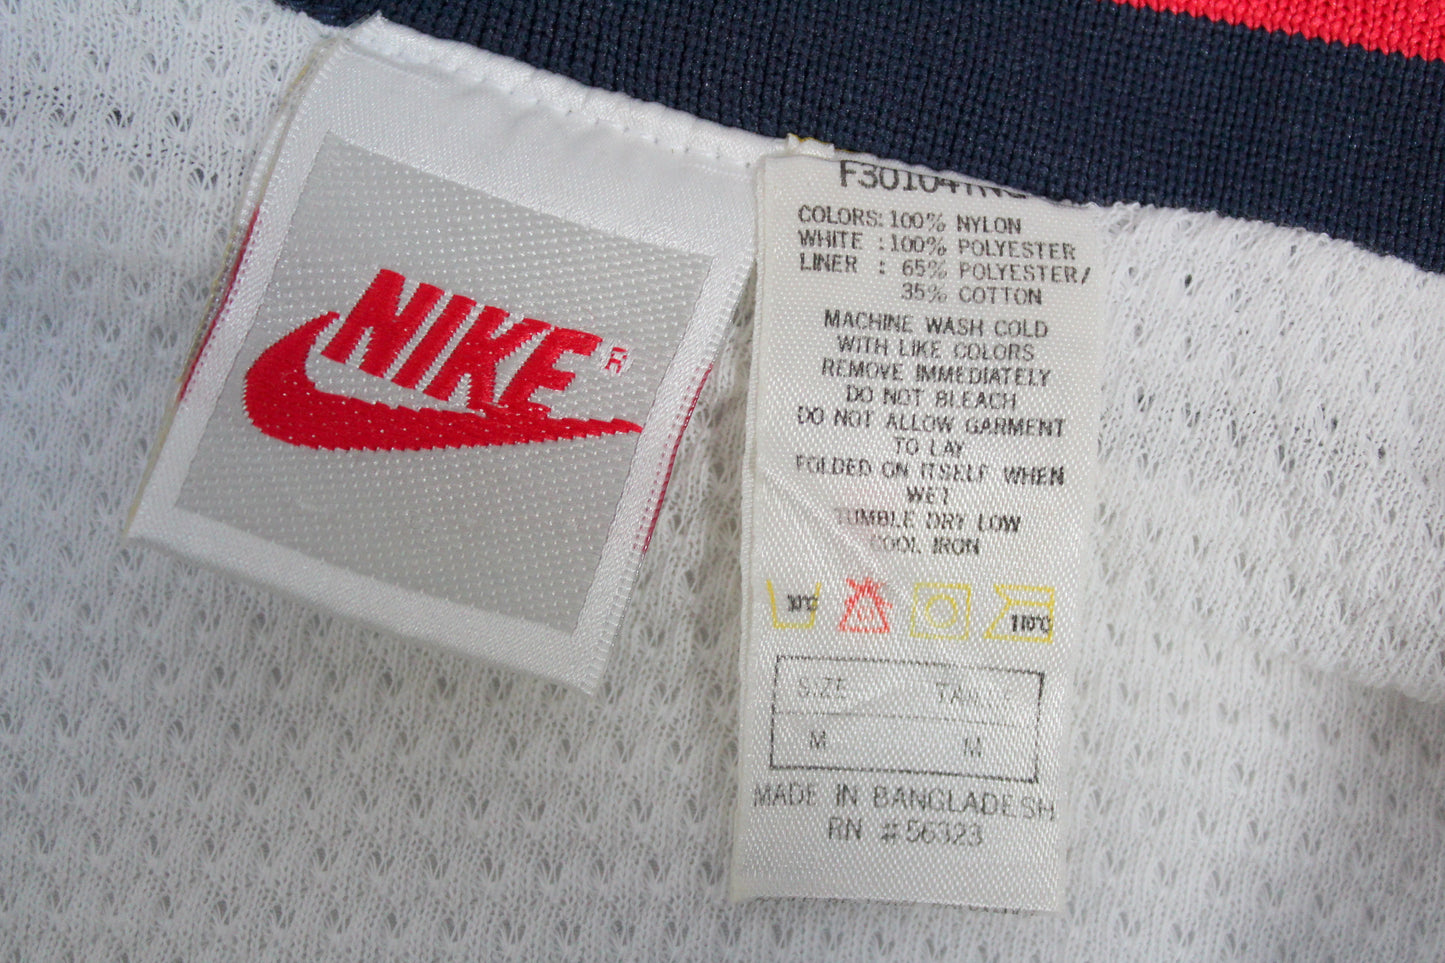 NIKE®
COLORS: 100% NYLON
WHITE : 100% POLYESTER
LINER : 65% POLYESTER/
35% COTTON
MACHINE WASH COLD
WITH LIKE COLORS
REMOVE IMMEDIATELY
DO NOT BLEACH
DO NOT ALLOW GARMENT
TO LAY
FOLDED ON ITSELF WHEN
WET
TUMBLE DRY LOW
COOL IRON
110°C
SIZE
M M
MADE IN BANGLADESH
RN #56323